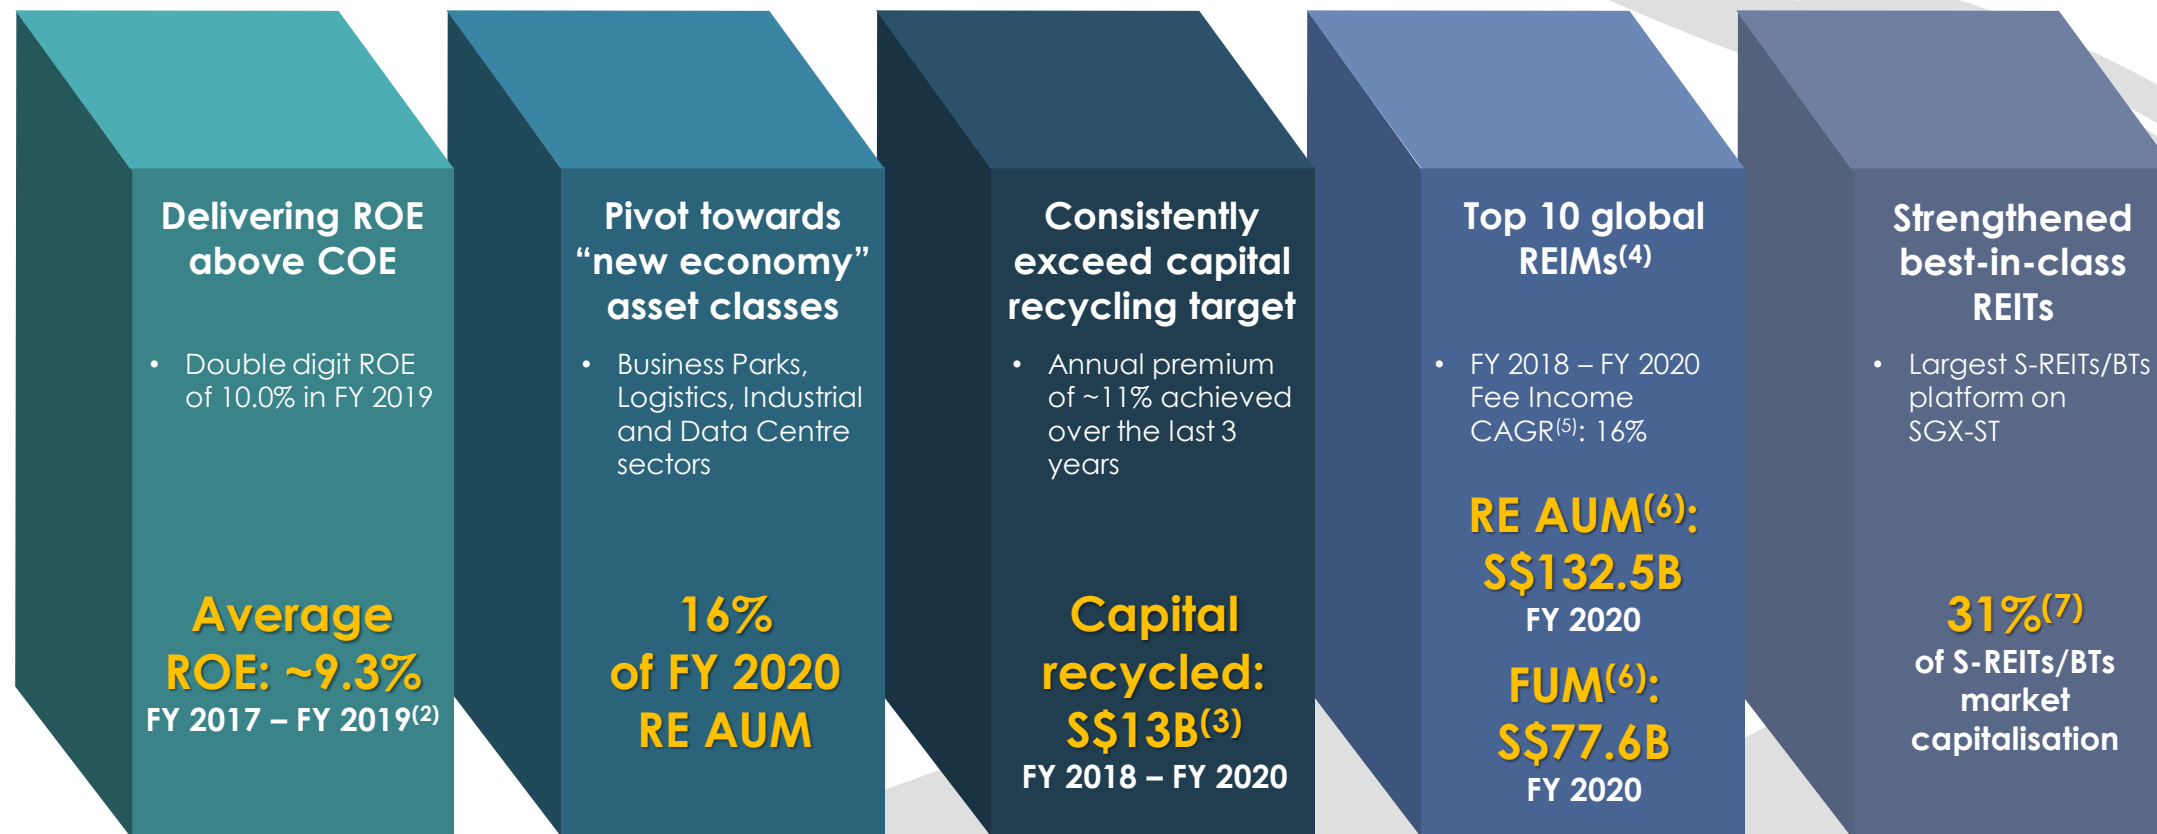 Delivering ROE
above COE
• Double digit ROE
of 10.0% in FY 2019
Average
ROE: ~9.3%
FY 2017 – FY 2019(2)
Pivot towards
“new economy”
asset classes
• Business Parks,
Logistics, Industrial
and Data Centre
sectors
16%
of FY 2020
RE AUM
Consistently
exceed capital
recycling target
• Annual premium
of ~11% achieved
over the last 3
years
Capital
recycled:
S$13B(3)
FY 2018 – FY 2020
Top 10 global
REIMs(4)
• FY 2018 – FY 2020
Fee Income
CAGR(5): 16%
RE AUM(6):
S$132.5B
FY 2020
FUM(6):
S$77.6B
FY 2020
Strengthened
best-in-class
REITs
• Largest S-REITs/BTs
platform on
SGX-ST
31%(7)
of S-REITs/BTs
market
capitalisation